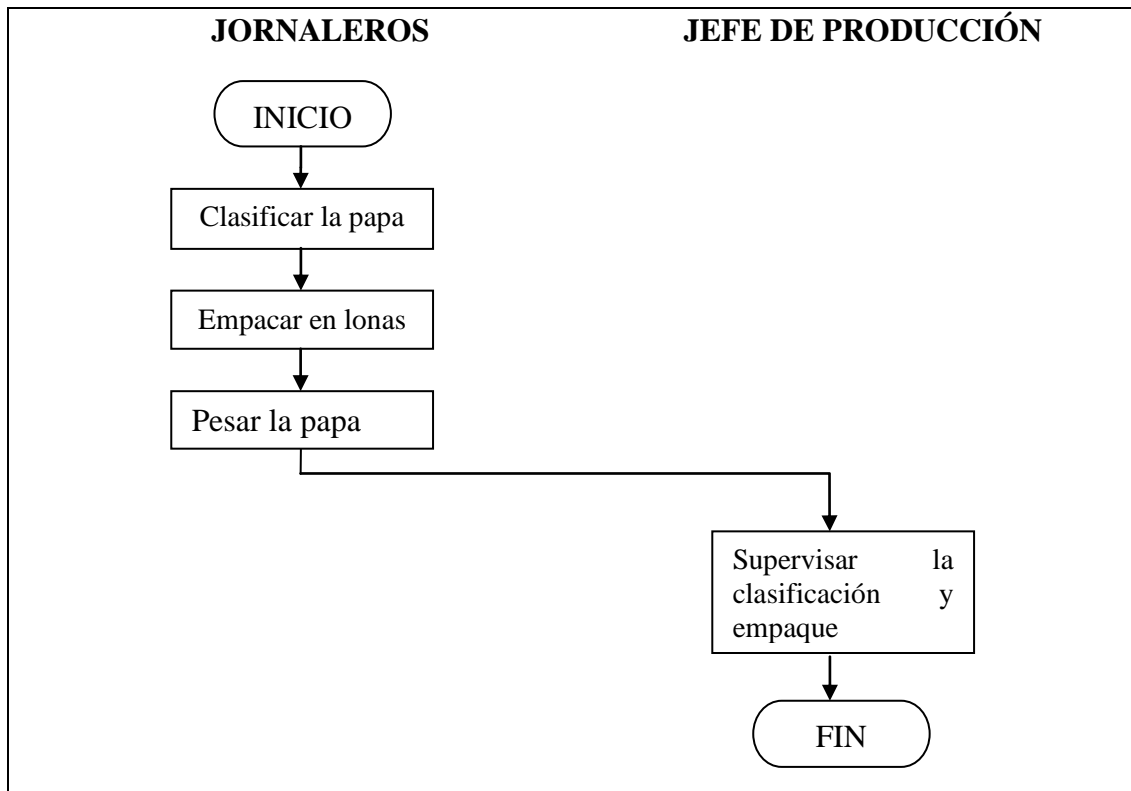 JORNALEROS
JEFE DE PRODUCCIÓN
INICIO
Clasificar la papa
Empacar en lonas
Pesar la papa
Supervisar la
clasificación y
empaque
FIN